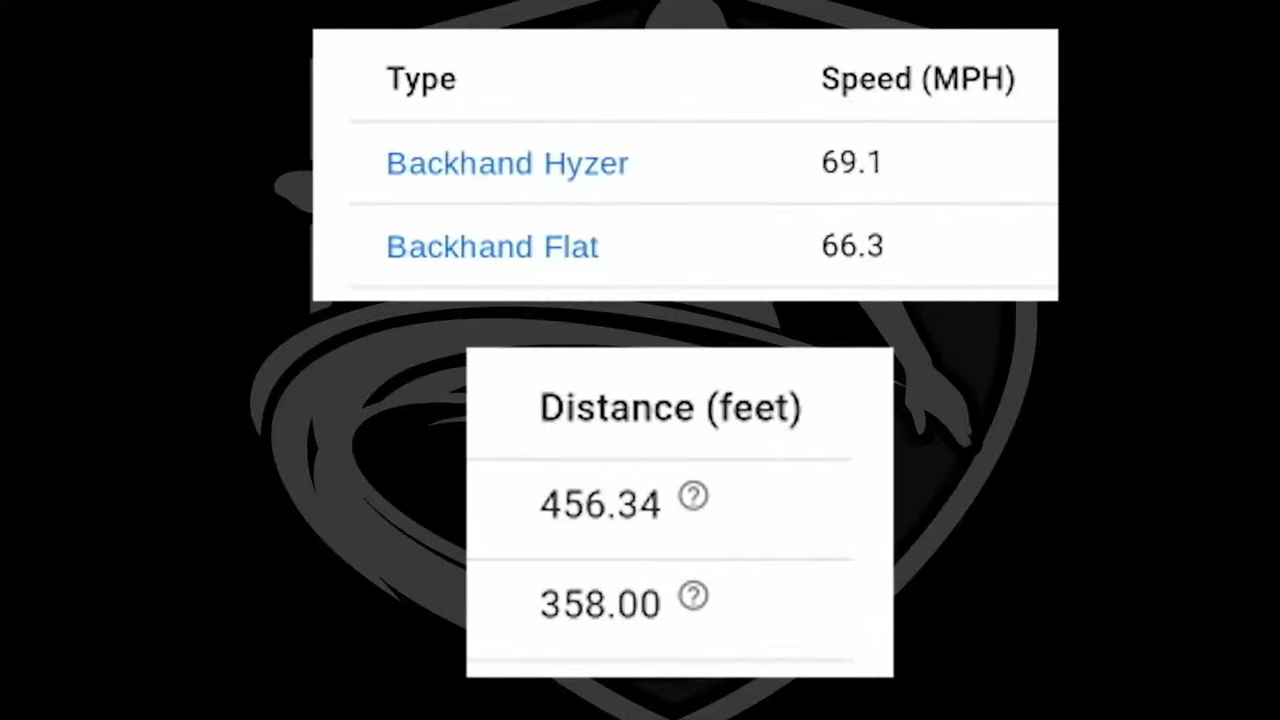 Type Speed (MPH)
Backhand Hyzer 69.1
Backhand Flat 66.3
Distance (feet)
456.34
358.00